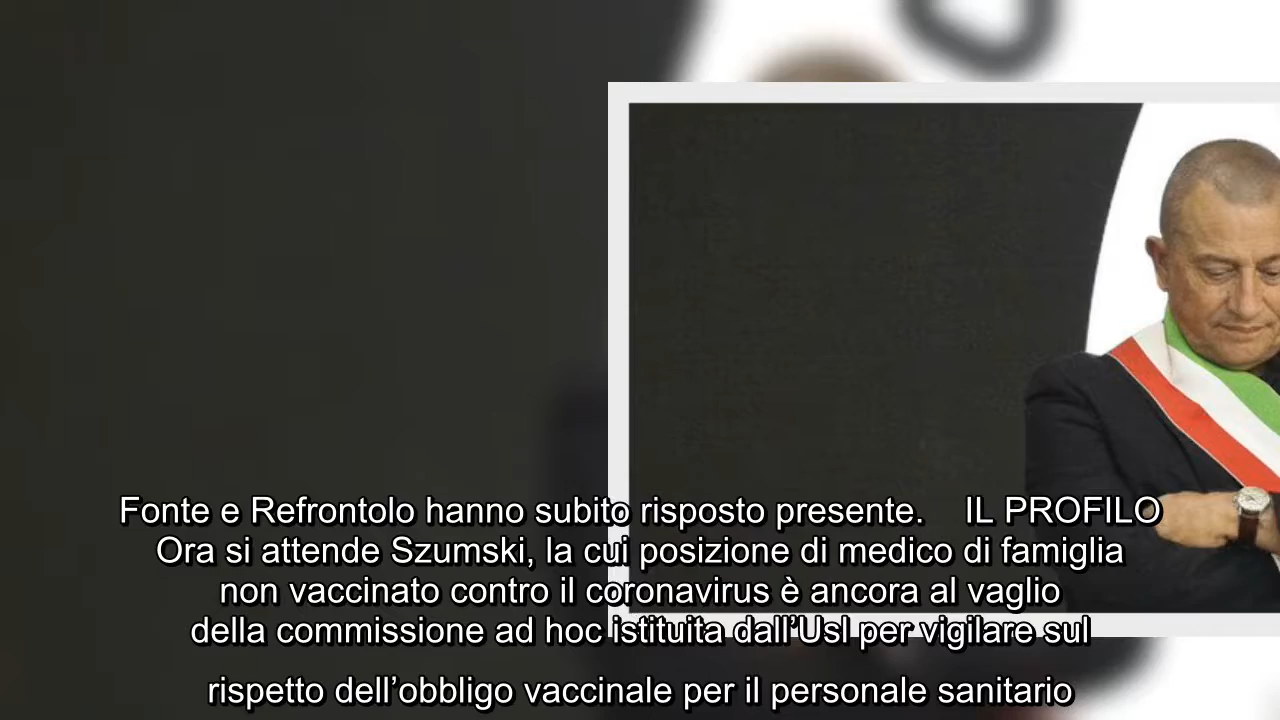 Fonte e Refrontolo hanno subito risposto presente. IL PROFILO
Ora si attende Szumski, la cui posizione di medico di famiglia
non vaccinato contro il coronavirus è ancora al vaglio
della commissione ad hoc istituita dall’Usl per vigilare sul
rispetto dell’obbligo vaccinale per il personale sanitario